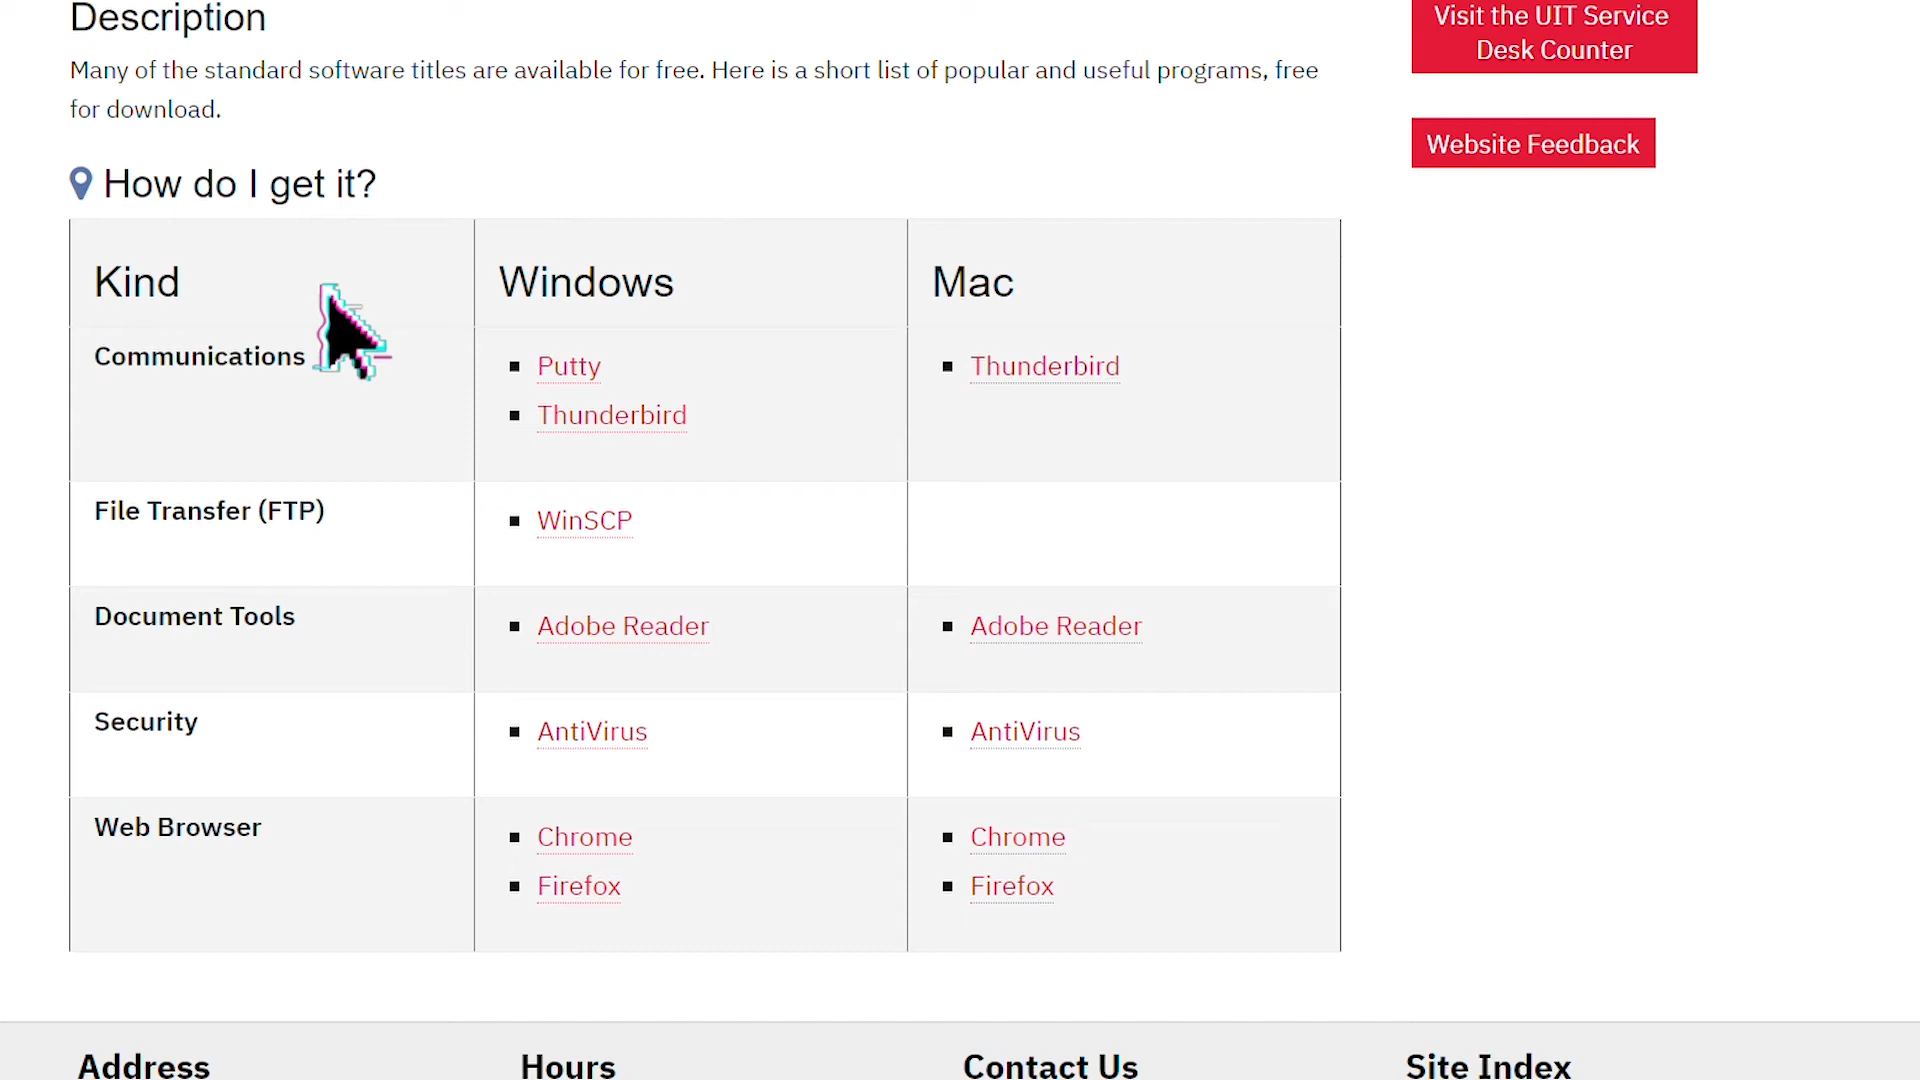 Description
Many of the standard software titles are available for free. Here is a short list of popular and useful programs, free
for download.
How do I get it?
Kind Windows Mac
Communications
Putty
Thunderbird
Thunderbird
File Transfer (FTP)
WinSCP
Document Tools
Adobe Reader
Adobe Reader
Security
AntiVirus
AntiVirus
Web Browser
Chrome
Firefox
Chrome
Firefox
Visit the UIT Service
Desk Counter
Website Feedback
Address Hours Contact Us Site Index